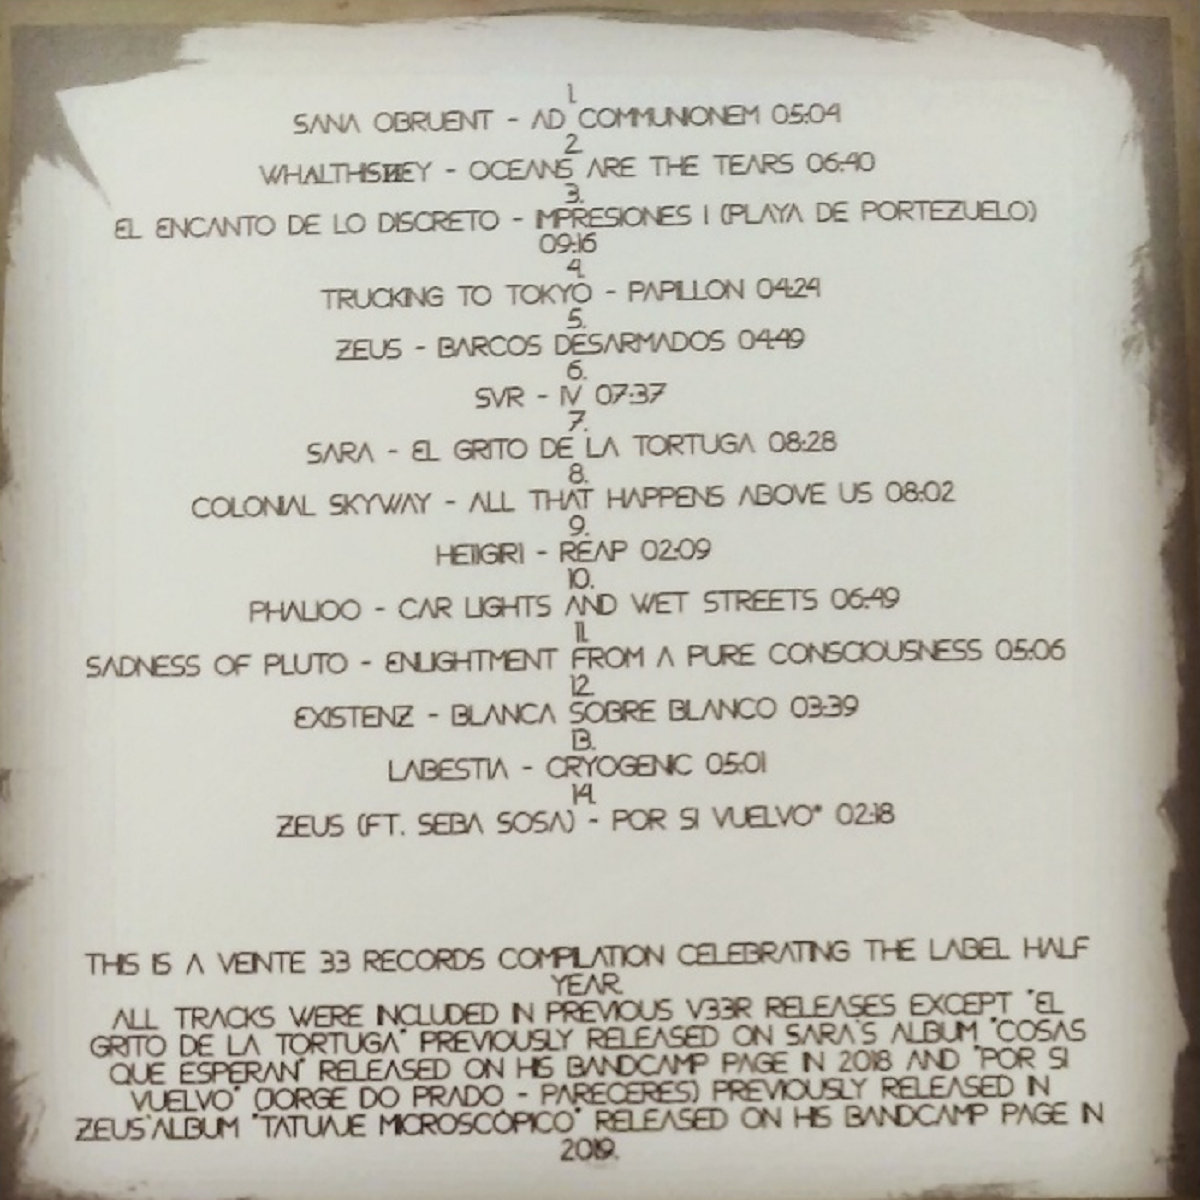 1.
SANA OBRUENT - AD COMMUNIONEM 05:04
2.
WHALTHISИEY - OCEANS ARE THE TEARS 06:40
3.
EL ENCANTO DE LO DISCRETO - IMPRESIONES I (PLAYA DE PORTEZUELO)
09:16
4.
TRUCKING TO TOKYO - PAPILLON 04:24
5.
ZEUS - BARCOS DESARMADOS 04:49
6.
SVR - IV 07:37
7.
SARA - EL GRITO DE LA TORTUGA 08:28
8.
COLONIAL SKYWAY - ALL THAT HAPPENS ABOVE US 08:02
9.
HEIIGIRI - REAP 02:09
10.
PHALIOO - CAR LIGHTS AND WET STREETS 06:49
11.
SADNESS OF PLUTO - ENLIGHTMENT FROM A PURE CONSCIOUSNESS 05:06
12.
EXISTENZ - BLANCA SOBRE BLANCO 03:39
13.
LABESTIA - CRYOGENIC 05:01
14.
ZEUS (FT. SEBA SOSA) - POR SI VUELVO* 02:18
THIS IS A VEINTE 33 RECORDS COMPILATION CELEBRATING THE LABEL HALF
YEAR.
ALL TRACKS WERE INCLUDED IN PREVIOUS V33R RELEASES EXCEPT "EL
GRITO DE LA TORTUGA" PREVIOUSLY RELEASED ON SARA'S ALBUM "COSAS
QUE ESPERAN" RELEASED ON HIS BANDCAMP PAGE IN 2018 AND "POR SI
VUELVO" (JORGE DO PRADO - PARECERES) PREVIOUSLY RELEASED IN
ZEUS`ALBUM "TATUAJE MICROSCÓPICO" RELEASED ON HIS BANDCAMP PAGE IN
2019.